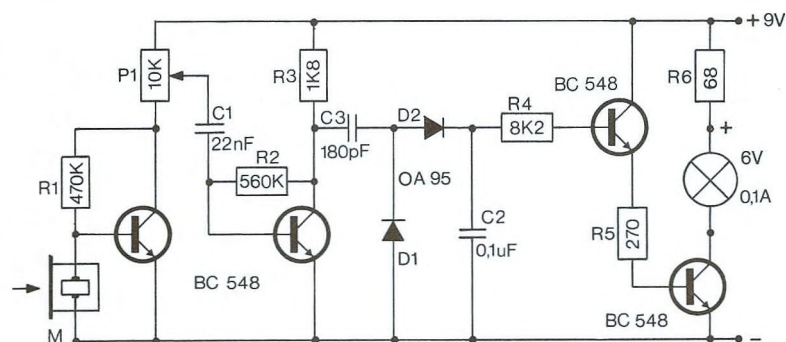 + 9V
P1
10K
R3
1K8
BC 548
R6
68
C1
22nF
C3
180pF
D2
R4
8K2
+
6V
0,1A
R1
470K
R2
560K
OA 95
C2
0,1uF
R5
270
D1
BC 548
BC 548
M
-